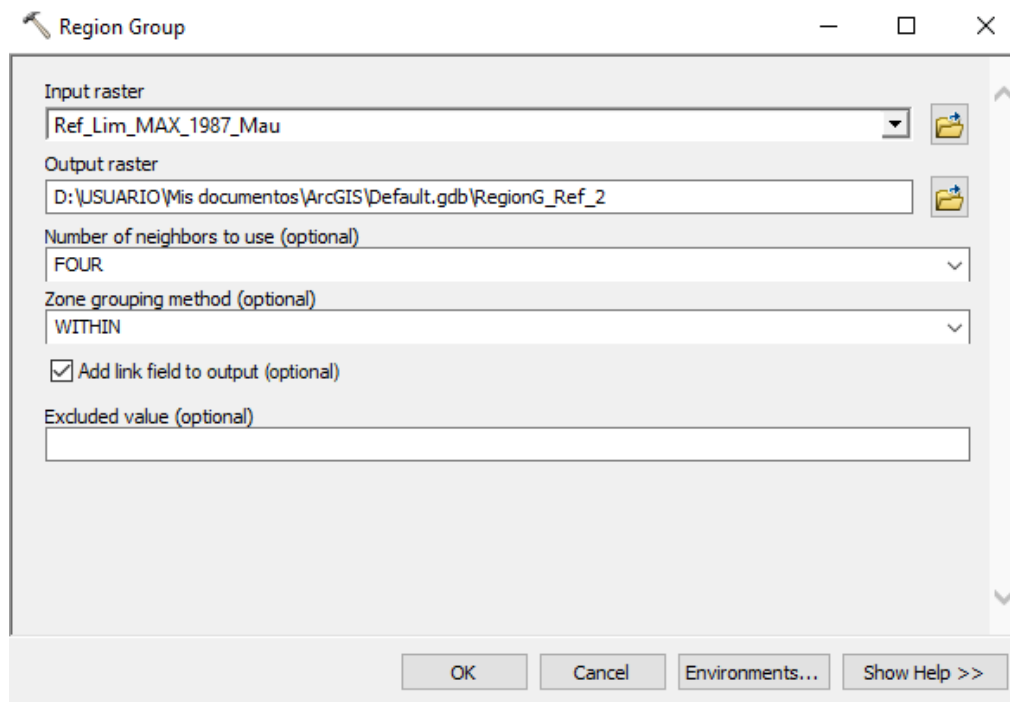 Region Group
Input raster
Ref_Lim_MAX_1987_Mau
Output raster
D:\USUARIO\Mis documentos\ArcGIS\Default.gdb\RegionG_Ref_2
Number of neighbors to use (optional)
FOUR
Zone grouping method (optional)
WITHIN
Add link field to output (optional)
Excluded value (optional)
OK Cancel Environments... Show Help >>